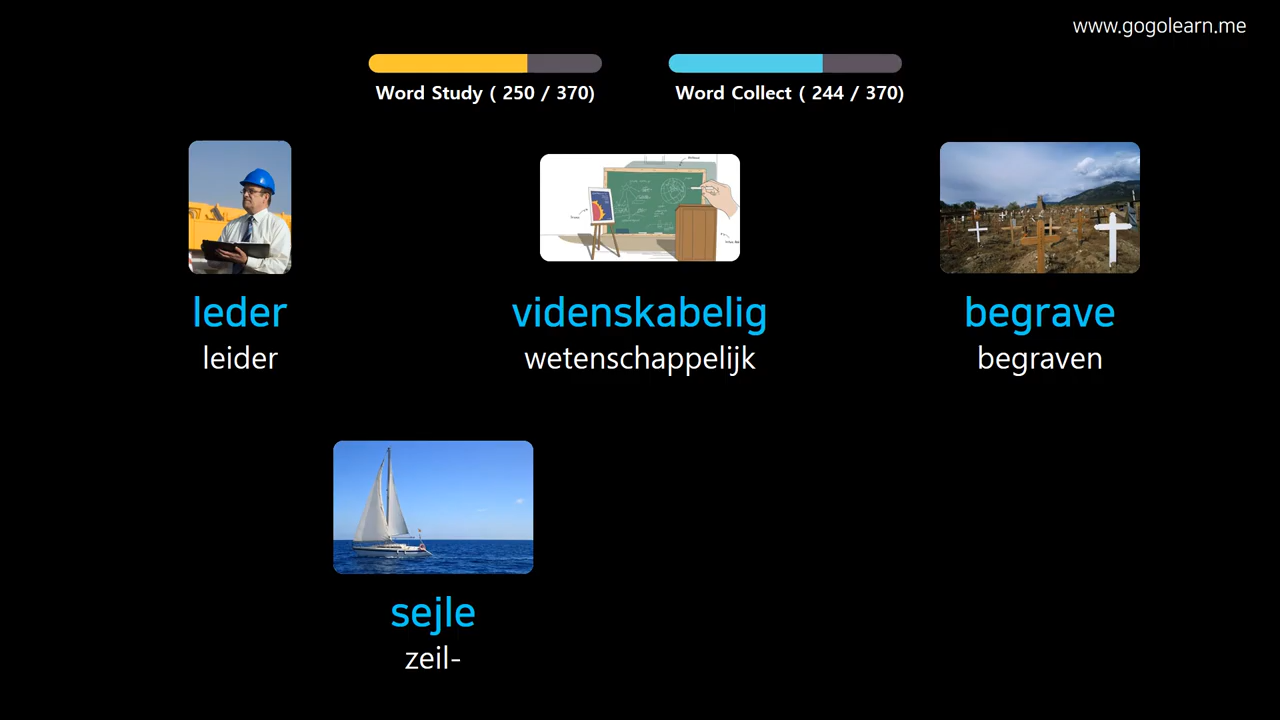 www.gogolearn.me
Word Study ( 250 / 370)
Word Collect ( 244 / 370)
leder
leider
videnskabelig
wetenschappelijk
begrave
begraven
sejle
zeil-